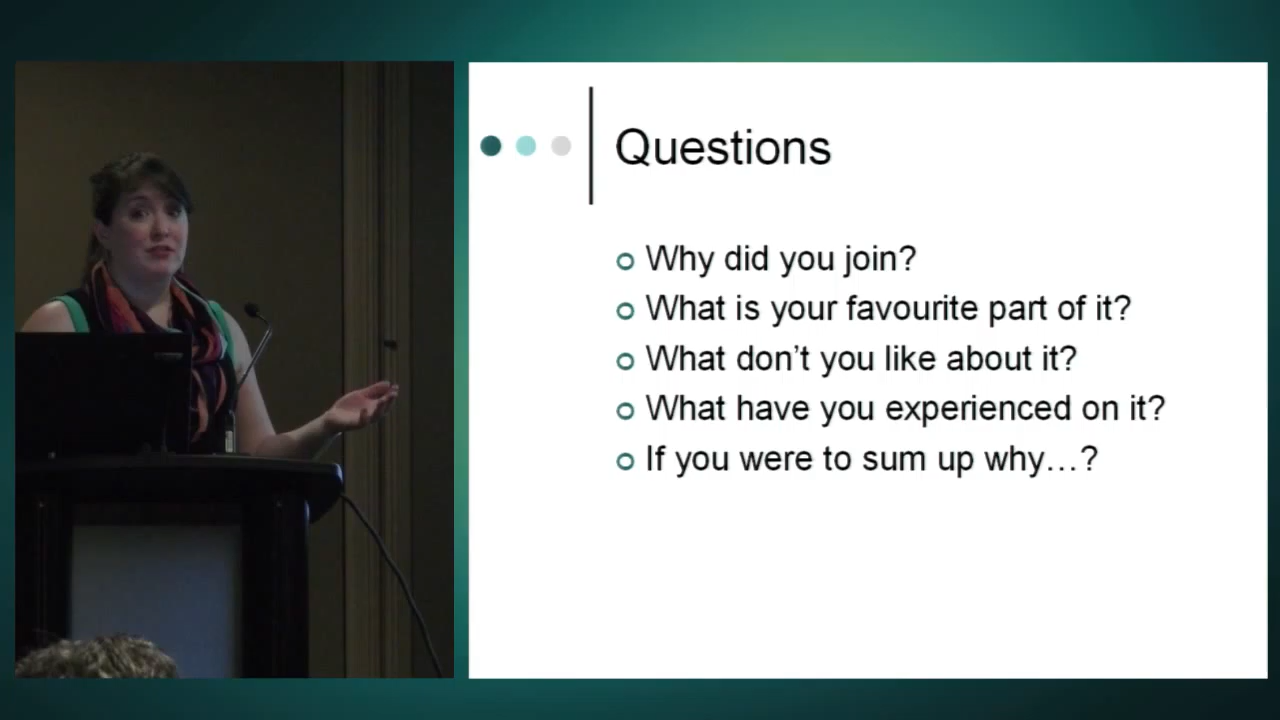 Questions
Why did you join?
What is your favourite part of it?
What don't you like about it?
What have you experienced on it?
If you were to sum up why…?